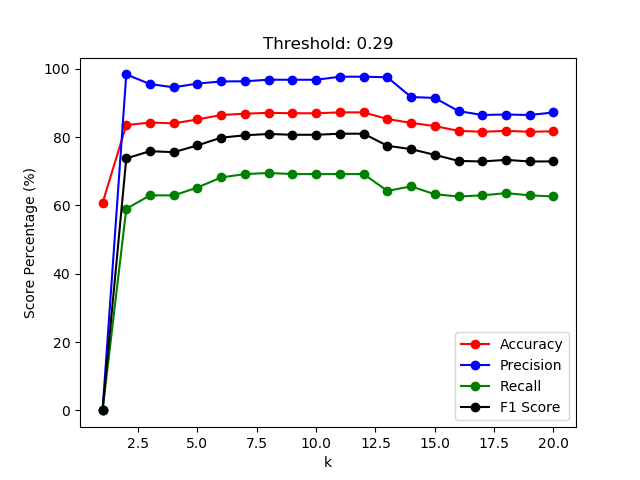 Threshold: 0.29
Score Percentage (%)
100
80
60
40
20
0
2.5 5.0 7.5 10.0 12.5 15.0 17.5 20.0
k
Accuracy
Precision
Recall
F1 Score